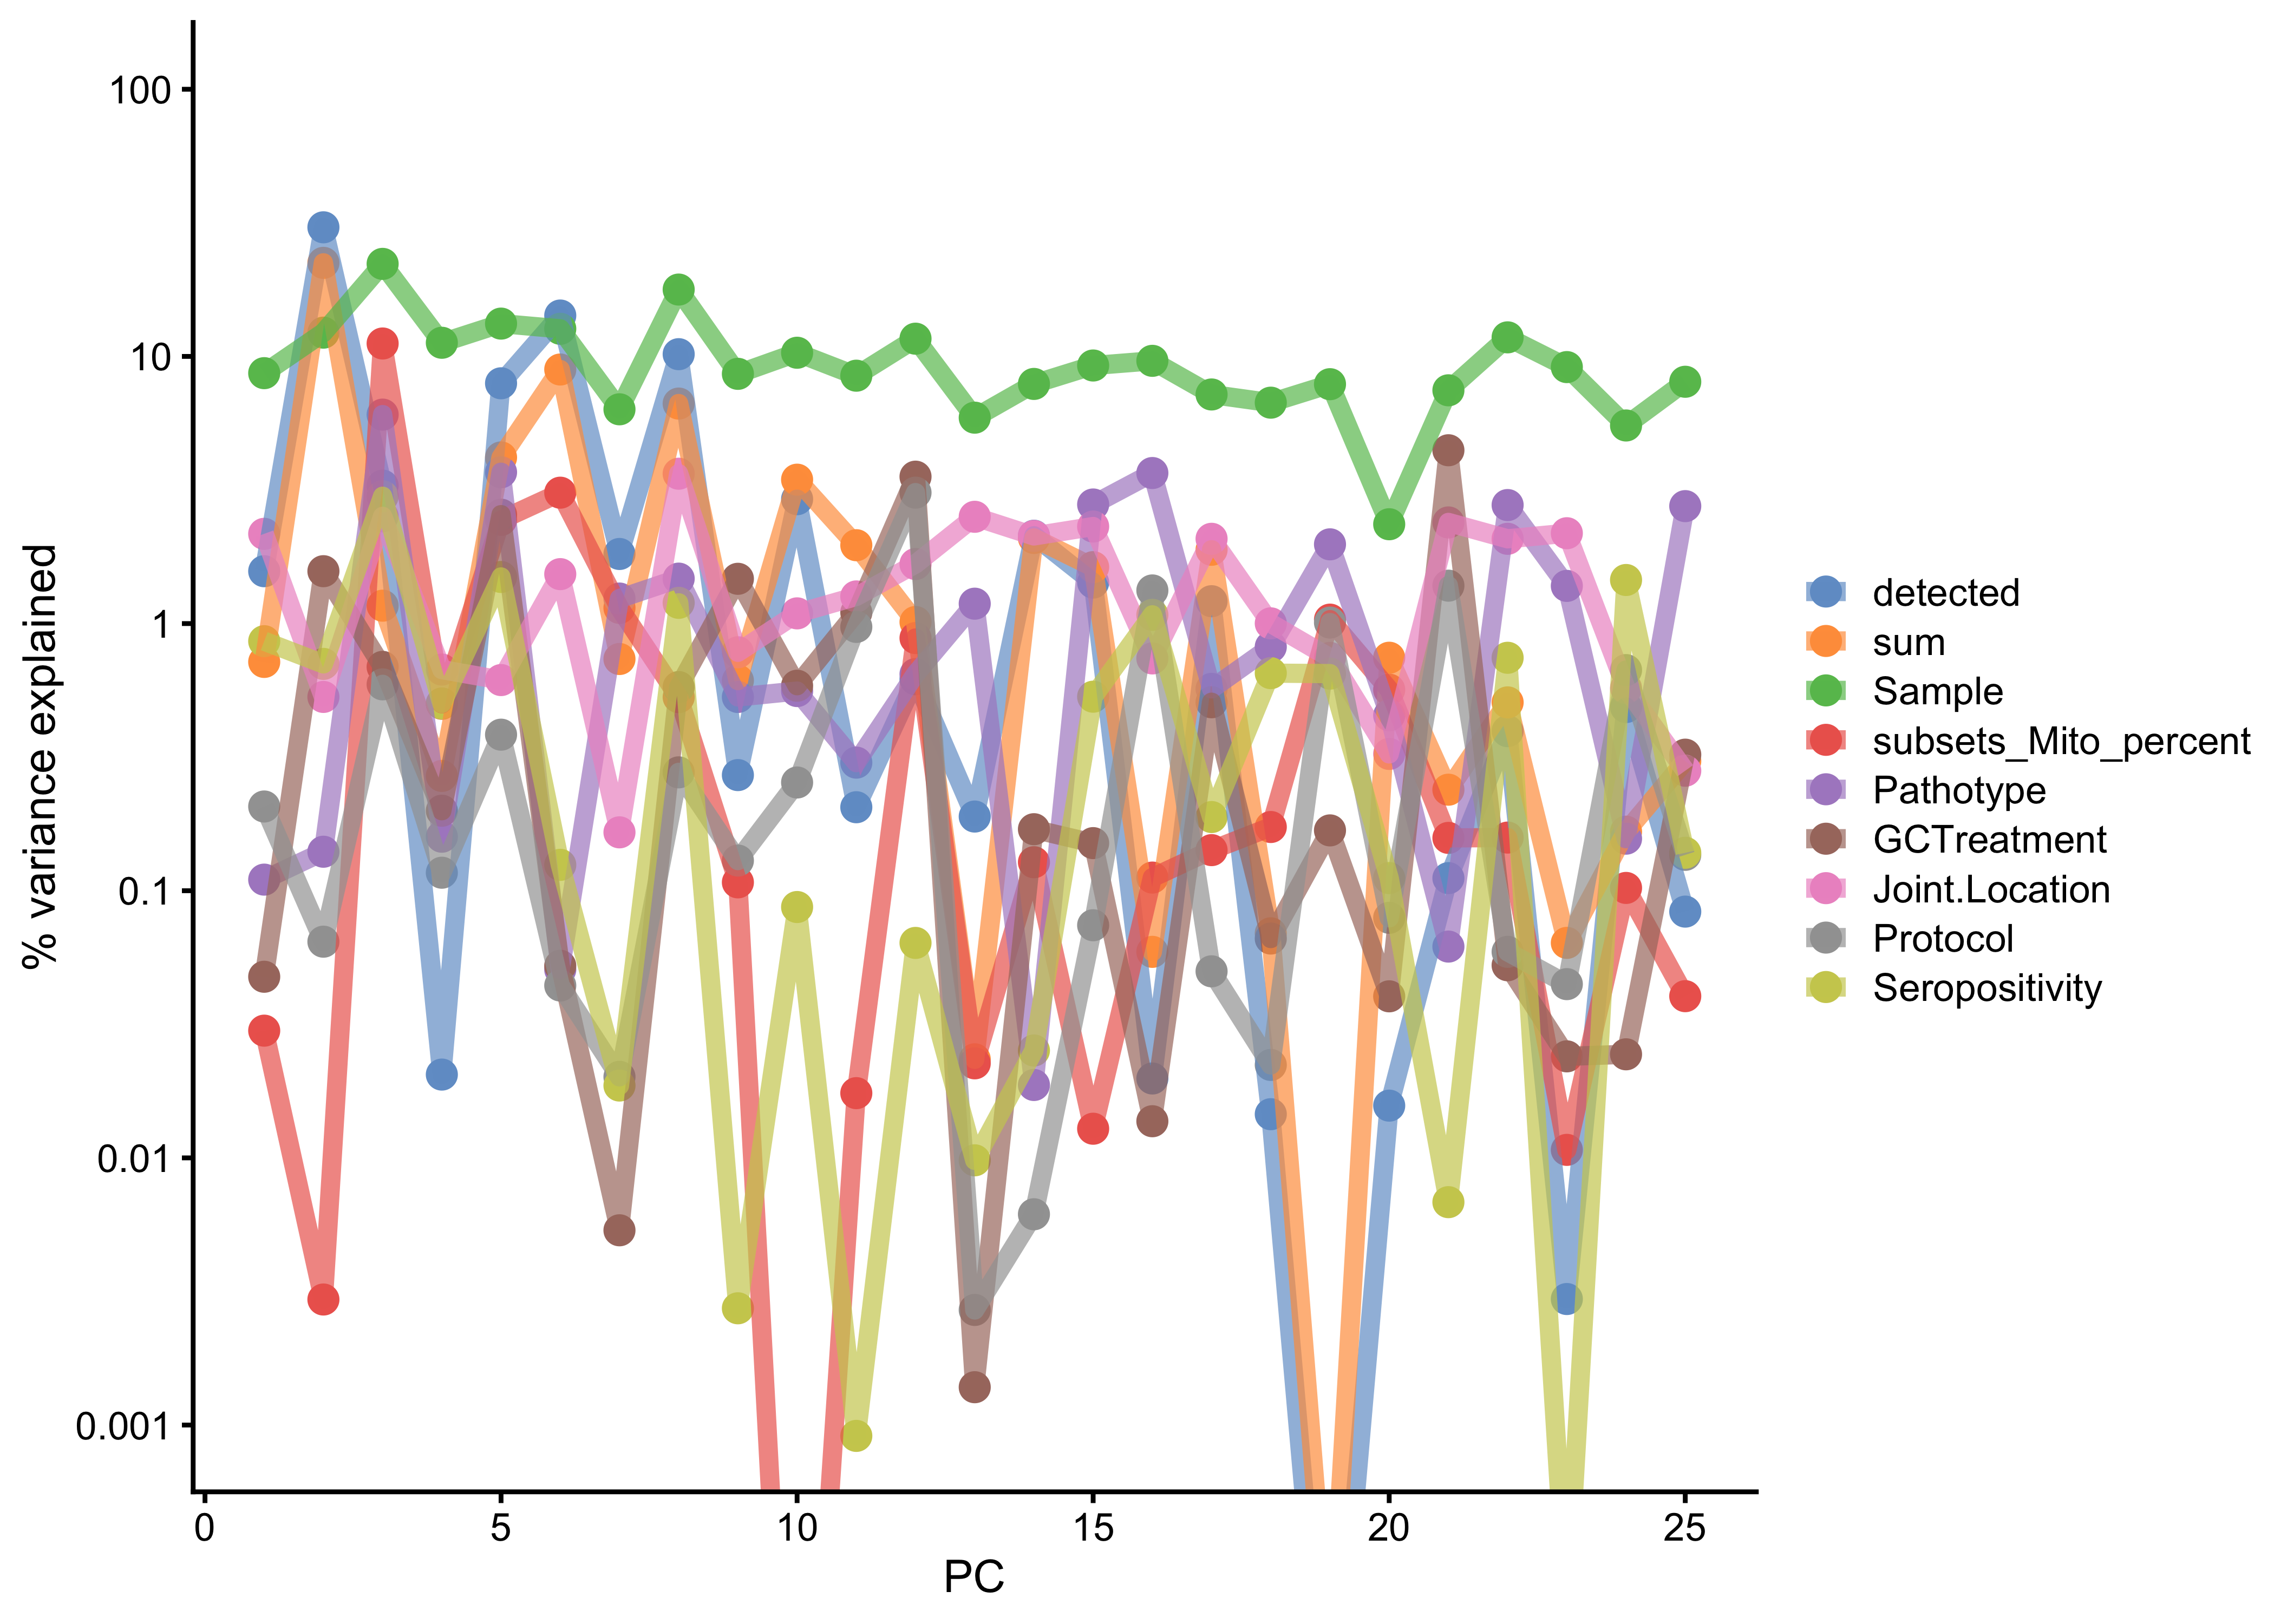 % variance explained
100
10
1
0.1
0.01
0.001
0 5 10 15 20 25
PC
detected
sum
Sample
subsets_Mito_percent
Pathotype
GCTreatment
Joint.Location
Protocol
Seropositivity